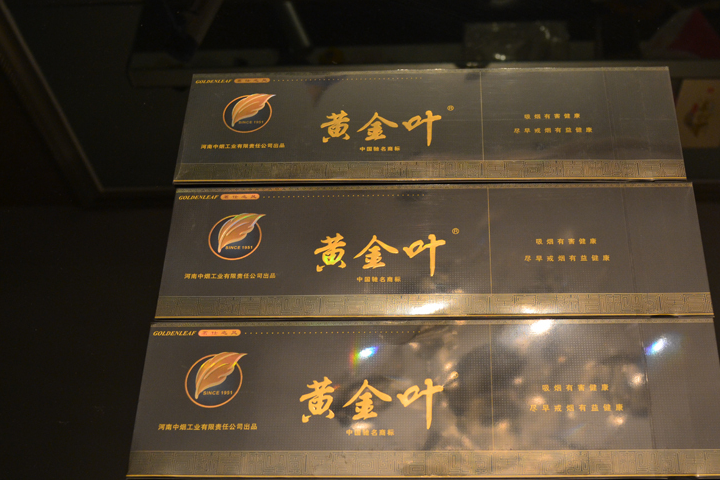 GOLDENLEAF
SINCE 1951
黄金叶®
河南中烟工业有限责任公司出品
中国驰名商标
吸烟有害健康
尽早戒烟有益健康
GOLDENLEAF
SINCE 1951
黄金叶®
河南中烟工业有限责任公司出品
中国驰名商标
吸烟有害健康
尽早戒烟有益健康
GOLDENLEAF
SINCE 1951
黄金叶
河南中烟工业有限责任公司出品
中国驰名商标
吸烟有害健康
尽早戒烟有益健康